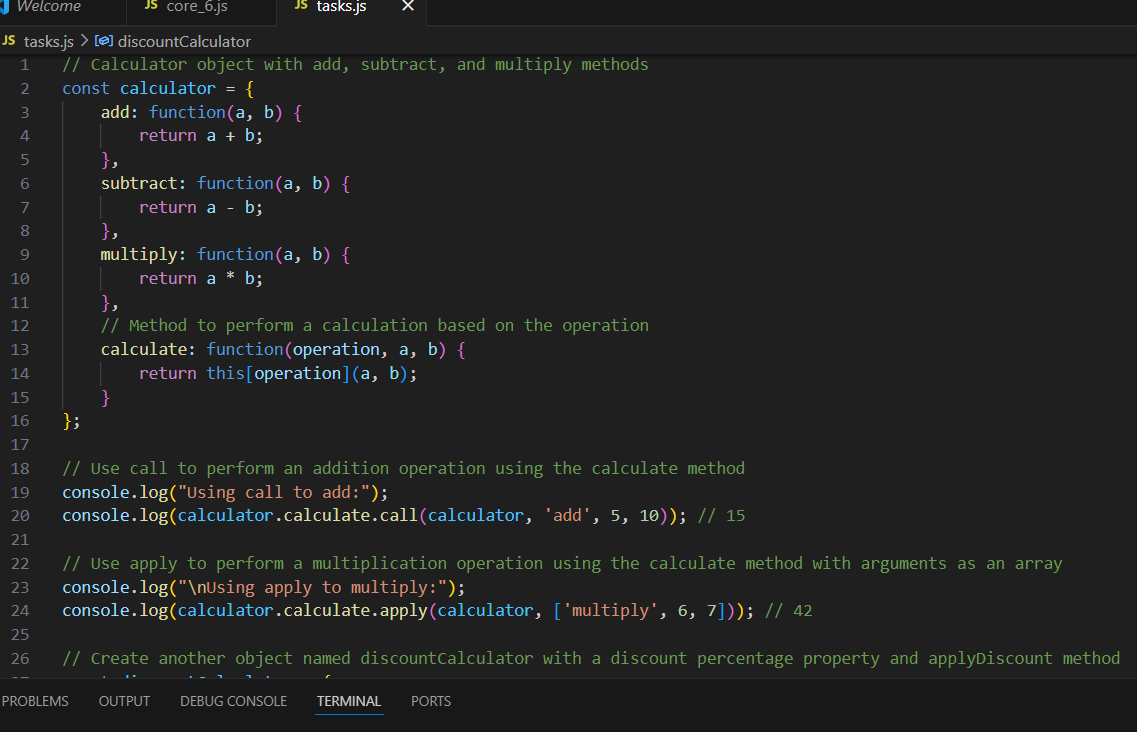 Welcome
JS core_6.js
JS tasks.js
JS tasks.js > discountCalculator
1 // Calculator object with add, subtract, and multiply methods
2 const calculator = {
3     add: function(a, b) {
4         return a + b;
5     },
6     subtract: function(a, b) {
7         return a - b;
8     },
9     multiply: function(a, b) {
10         return a * b;
11     },
12     // Method to perform a calculation based on the operation
13     calculate: function(operation, a, b) {
14         return this[operation](a, b);
15     }
16 };
17
18 // Use call to perform an addition operation using the calculate method
19 console.log("Using call to add:");
20 console.log(calculator.calculate.call(calculator, 'add', 5, 10)); // 15
21
22 // Use apply to perform a multiplication operation using the calculate method with arguments as an array
23 console.log("\nUsing apply to multiply:");
24 console.log(calculator.calculate.apply(calculator, ['multiply', 6, 7])); // 42
25
26 // Create another object named discountCalculator with a discount percentage property and applyDiscount method
PROBLEMS OUTPUT DEBUG CONSOLE TERMINAL PORTS